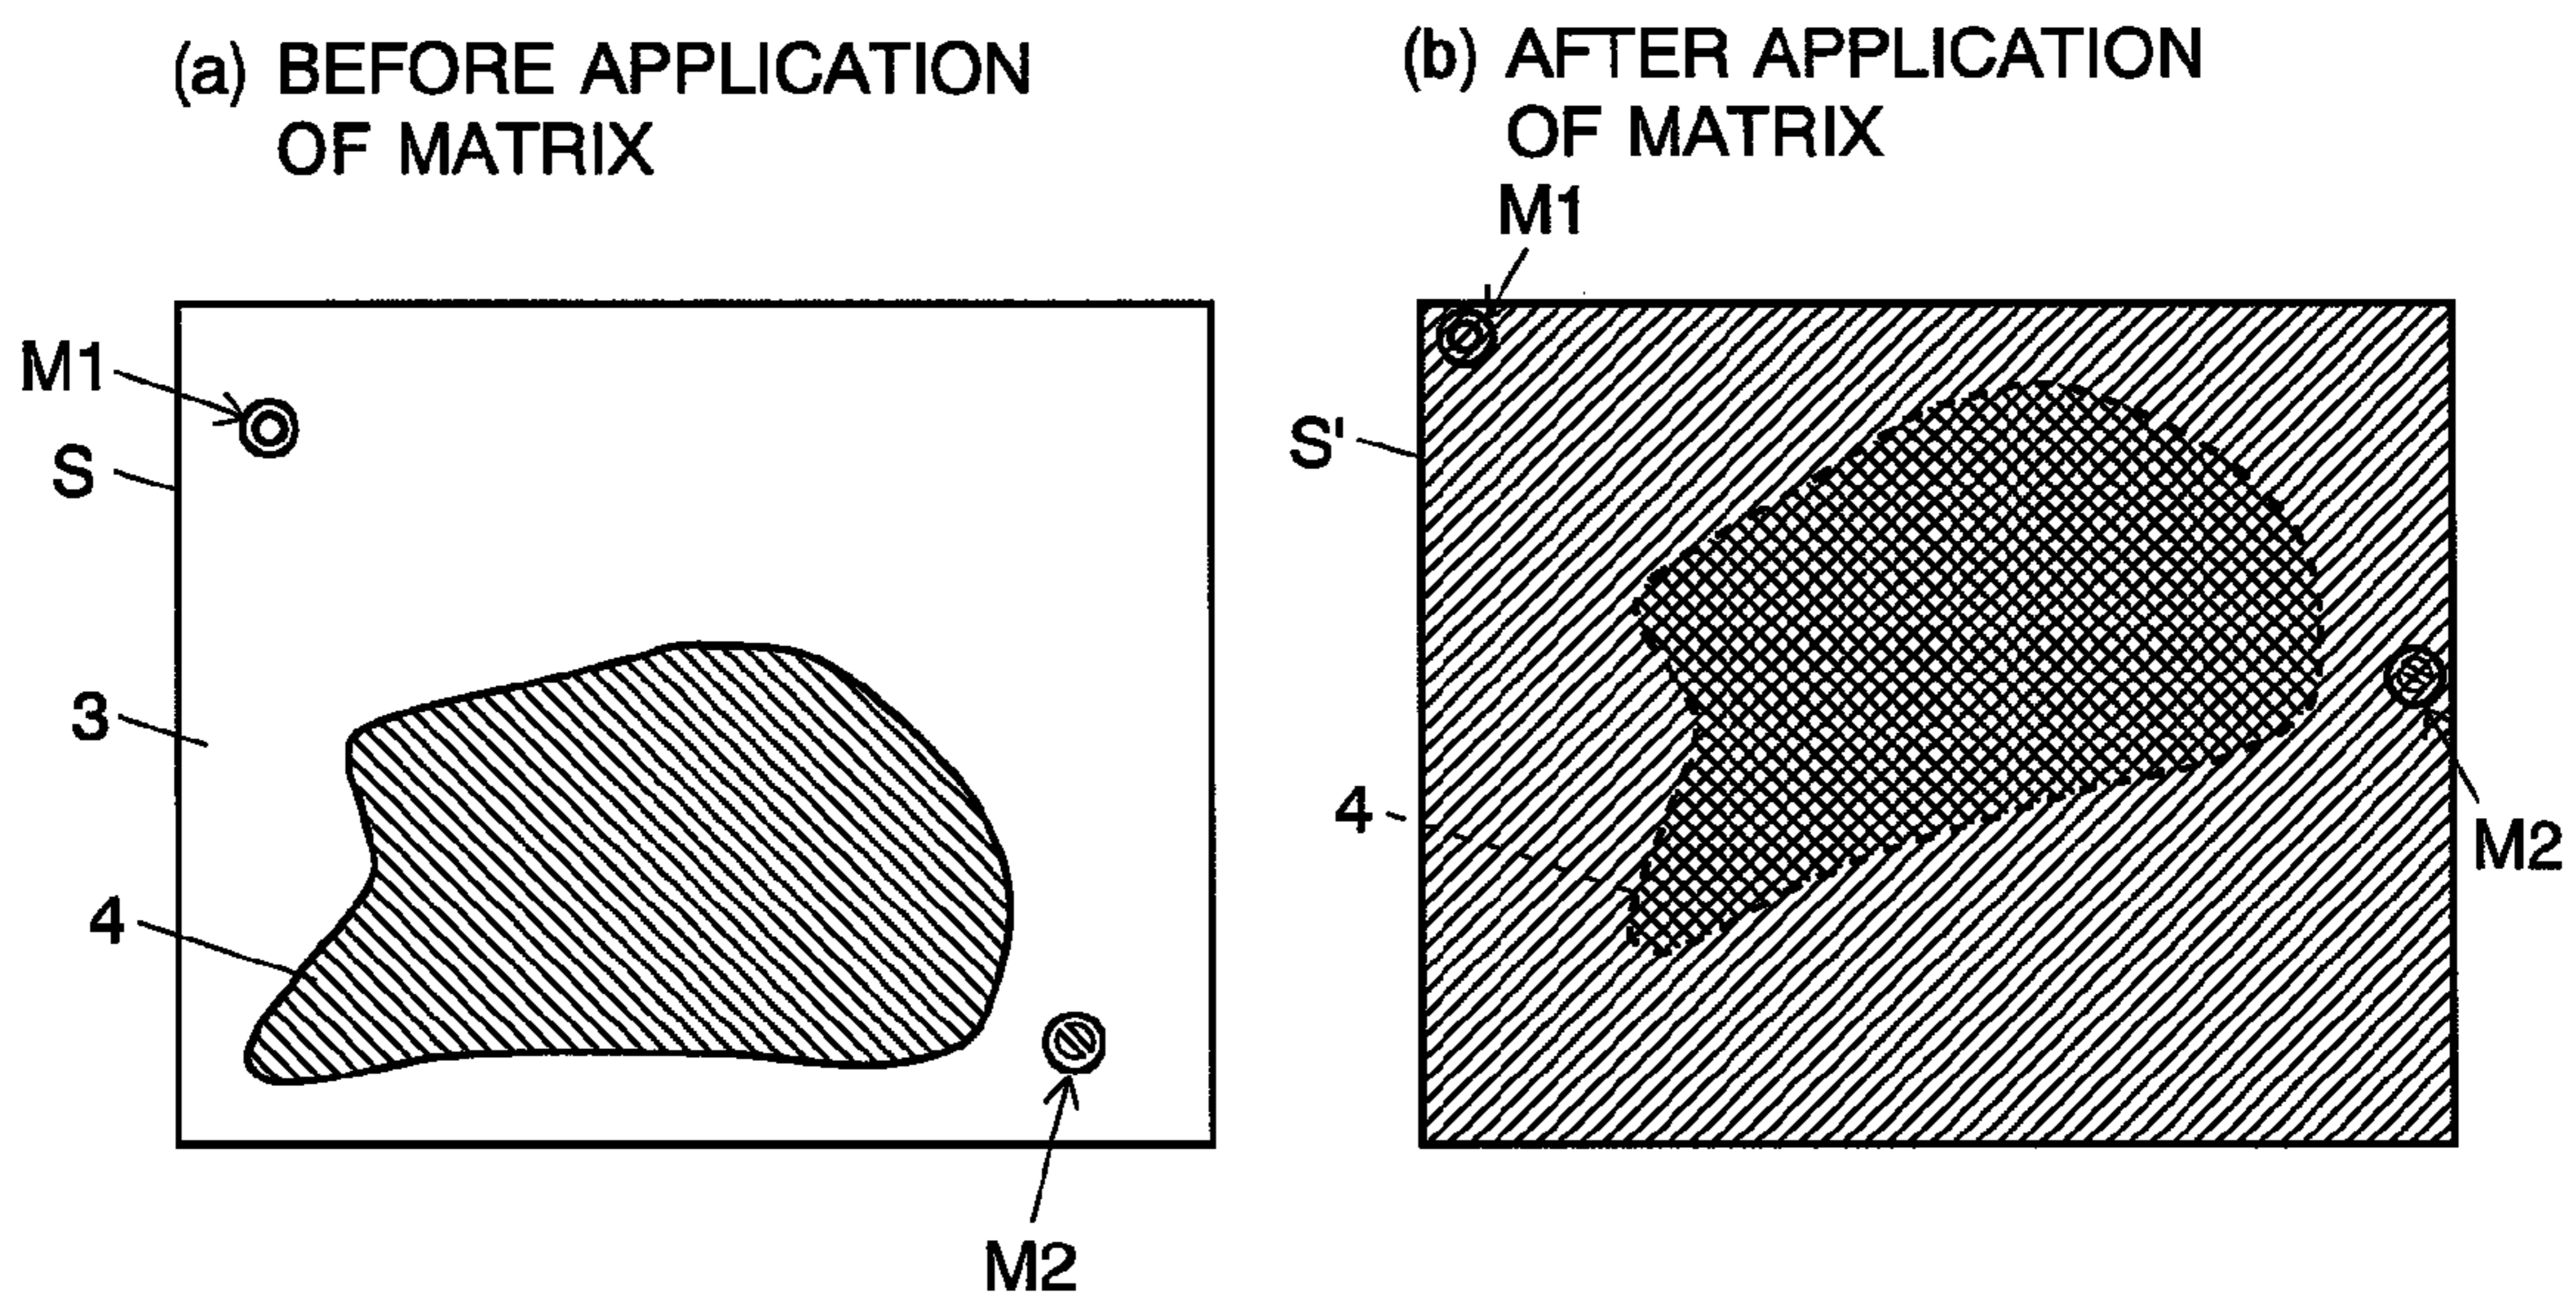 (a) BEFORE APPLICATION
OF MATRIX
(b) AFTER APPLICATION
OF MATRIX
M1
S
3
4
M2
M1
S'
4
M2